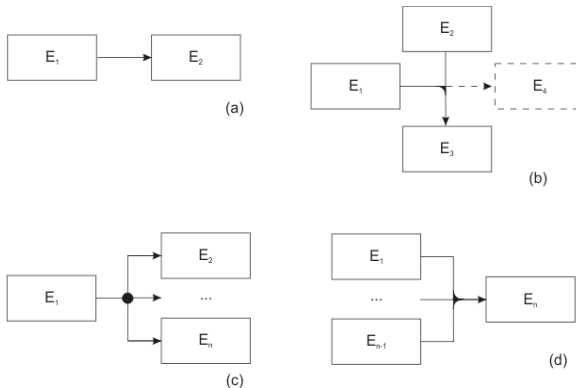 E₁ E₂
(a)
E₂
E₁ E₄
E₃
(b)
E₁ E₂
...
Eₙ
(c)
E₁
... Eₙ
Eₙ₋₁
(d)